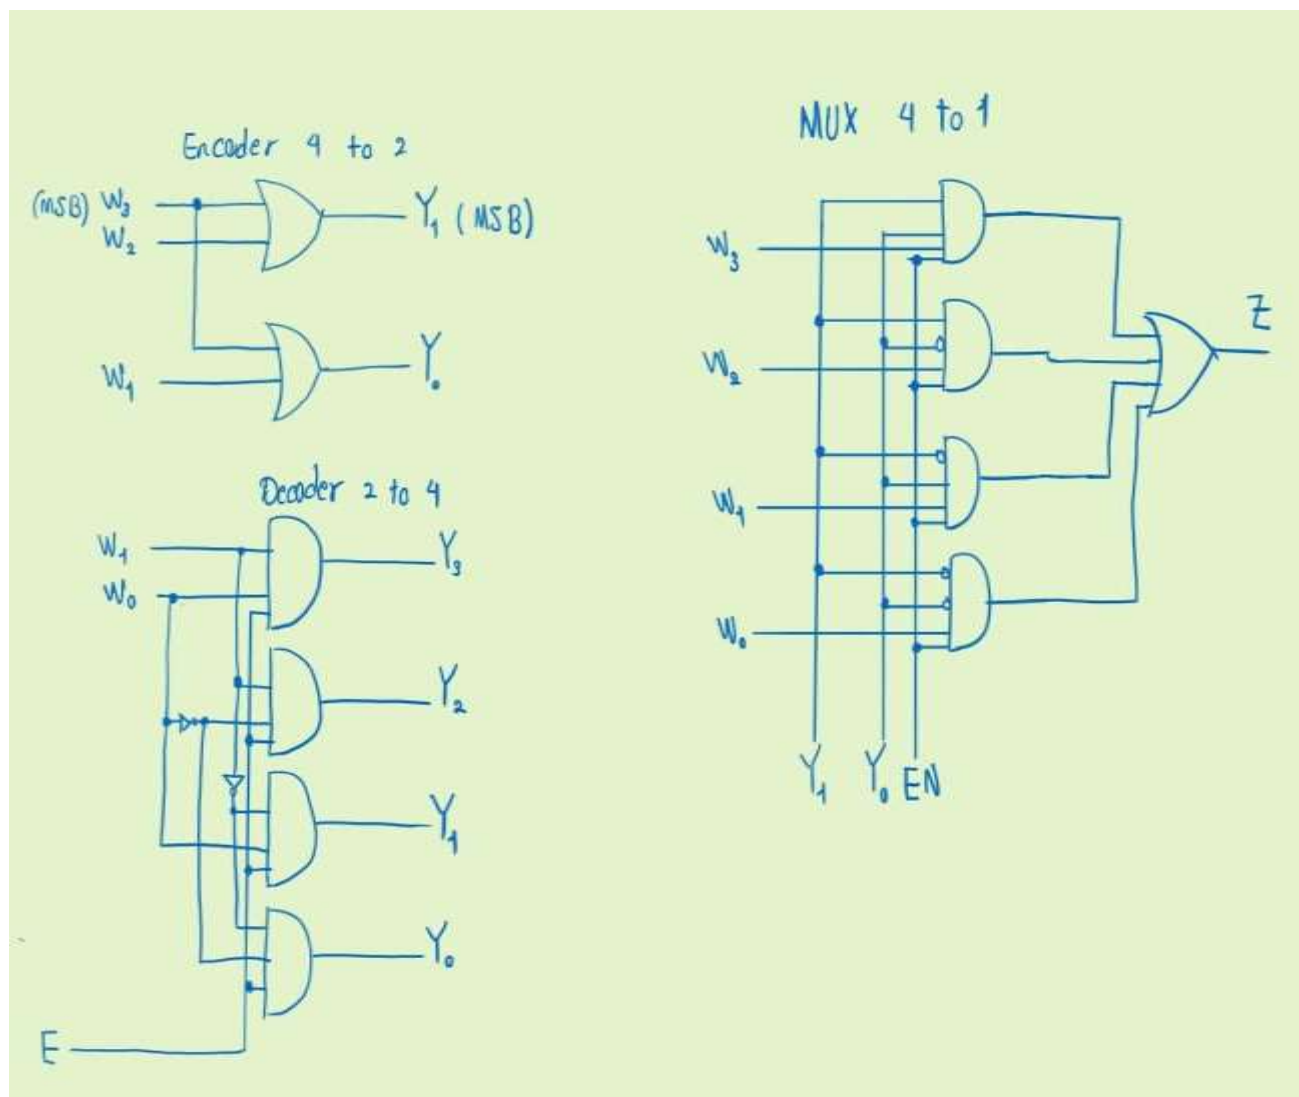 Encoder 4 to 2
(MSB) W3
W2
Y1 (MSB)
W1
Y0
Decoder 2 to 4
W1
W0
Y3
Y2
Y1
Y0
E
MUX 4 to 1
W3
W2
W1
W0
Z
Y1 Y0 EN